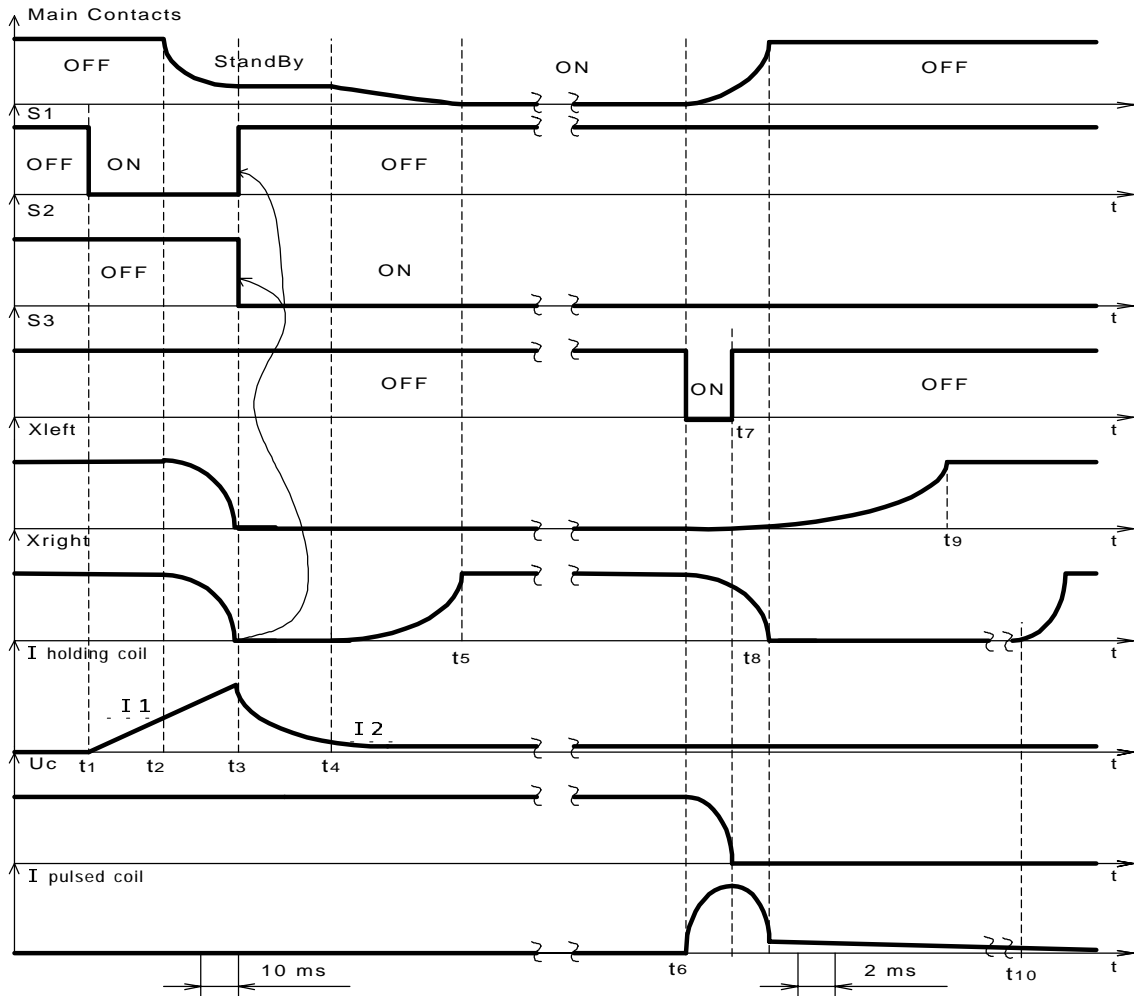 Main Contacts
OFF
StandBy
ON
OFF
S1
OFF
ON
OFF
t
S2
OFF
ON
t
S3
OFF
ON
OFF
t7
t
Xleft
t9
t
Xright
t5
t8
t
I holding coil
I1
I2
t1
t2
t3
t4
t
Uc
t
I pulsed coil
t6
t10
t
10 ms
2 ms